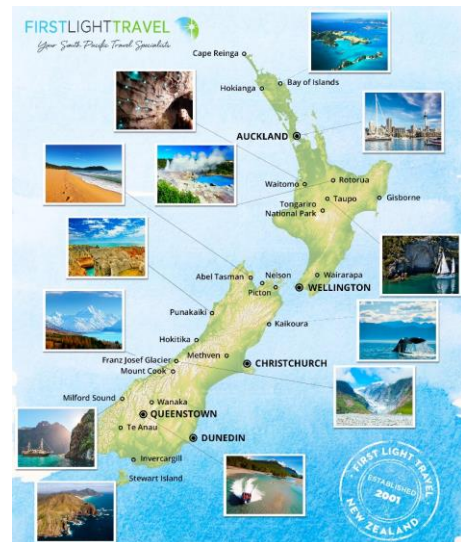 FIRSTLIGHTTRAVEL
Your South Pacific Travel Specialists
Cape Reinga
Bay of Islands
Hokianga
AUCKLAND
Rotorua
Waitomo
Taupo
Gisborne
Tongariro
National Park
Abel Tasman
Nelson
Wairarapa
Picton
WELLINGTON
Punakaiki
Kaikoura
Hokitika
Methven
Franz Josef Glacier
CHRISTCHURCH
Mount Cook
Milford Sound
Wanaka
QUEENSTOWN
Te Anau
DUNEDIN
Invercargill
Stewart Island
FIRST LIGHT TRAVEL
ESTABLISHED
2001
NEW ZEALAND